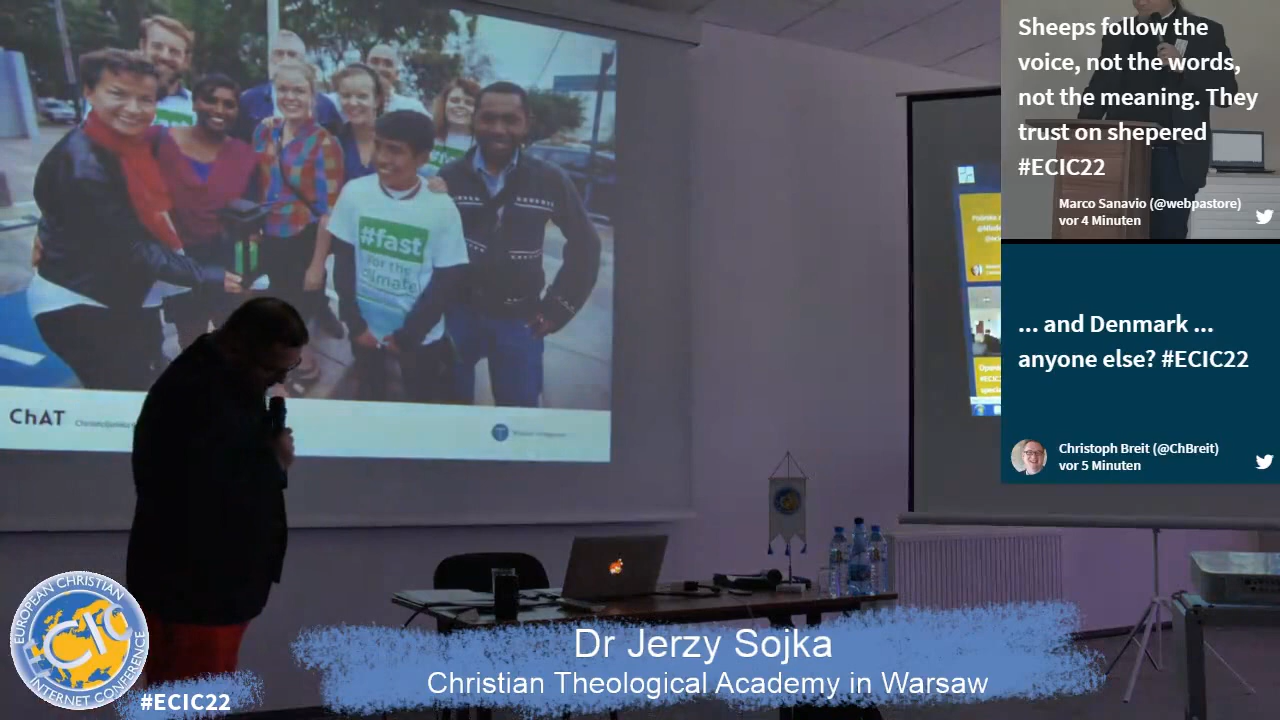 Sheeps follow the
voice, not the words,
not the meaning. They
trust on shepered
#ECIC22
Marco Sanavio (@webpastore)
vor 4 Minuten
... and Denmark ...
anyone else? #ECIC22
Christoph Breit (@ChBreit)
vor 5 Minuten
#fast
For the
climate
ChAT
EUROPEAN CHRISTIAN
ECIC
INTERNET CONFERENCE
#ECIC22
Dr Jerzy Sojka
Christian Theological Academy in Warsaw